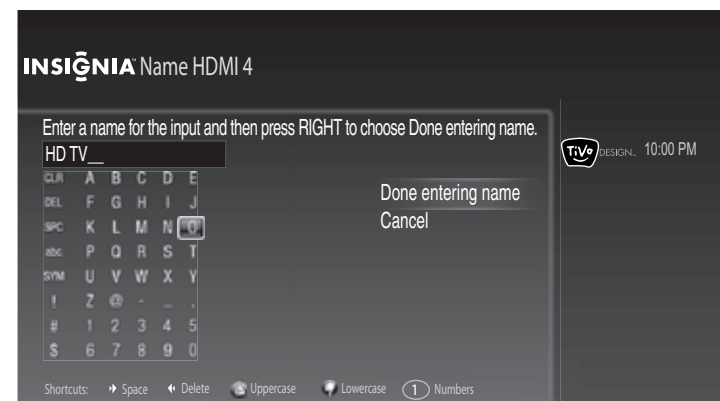 INSIGNIA™ Name HDMI 4
Enter a name for the input and then press RIGHT to choose Done entering name.
HD TV__
TiVo DESIGN™ 10:00 PM
CLR A B C D E
DEL F G H I J
SPC K L M N O
abc P Q R S T
SYM U V W X Y
! Z @ - _ .
# 1 2 3 4 5
$ 6 7 8 9 0
Done entering name
Cancel
Shortcuts: Space Delete Uppercase Lowercase 1 Numbers